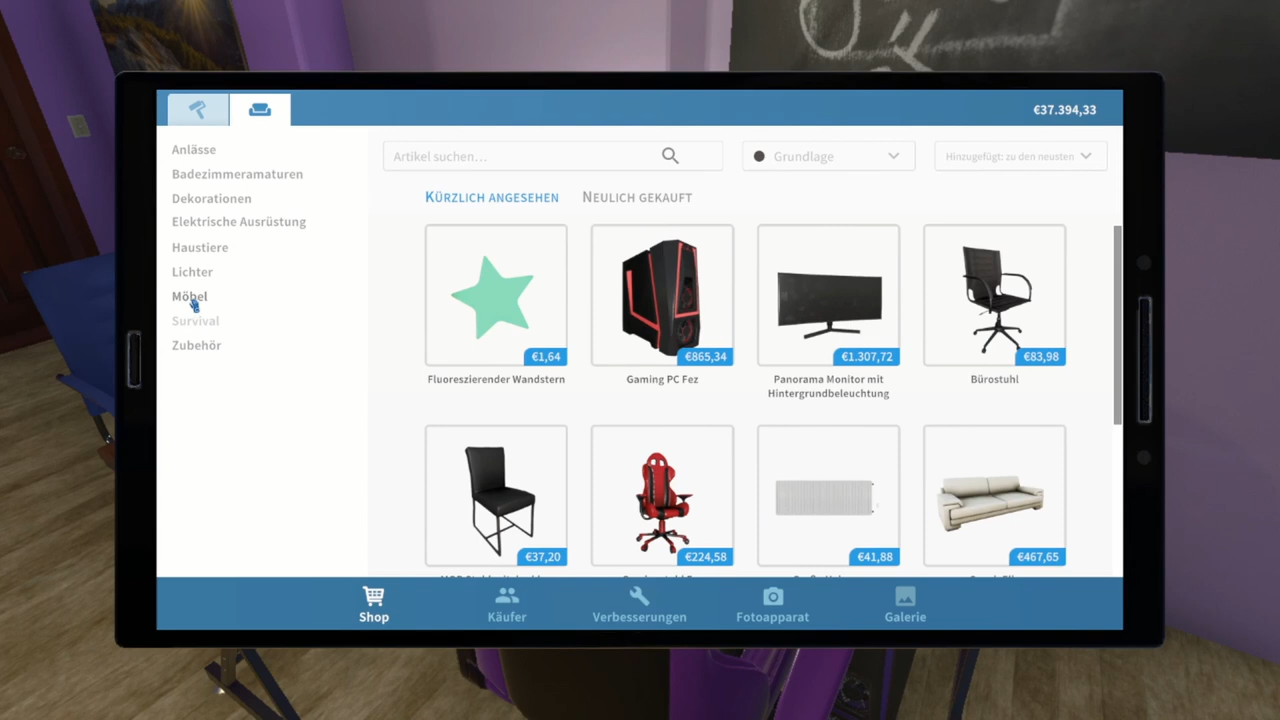 €37.394,33
Anlässe
Badezimmeramaturen
Dekorationen
Elektrische Ausrüstung
Haustiere
Lichter
Möbel
Survival
Zubehör
Artikel suchen...
Grundlage
Hinzugefügt: zu den neusten
Kürzlich angesehen
Neulich gekauft
€1,64
€865,34
€1.307,72
€83,98
Fluoreszierender Wandstern
Gaming PC Fez
Panorama Monitor mit
Hintergrundbeleuchtung
Bürostuhl
€37,20
€224,58
€41,88
€467,65
Shop
Käufer
Verbesserungen
Fotoapparat
Galerie